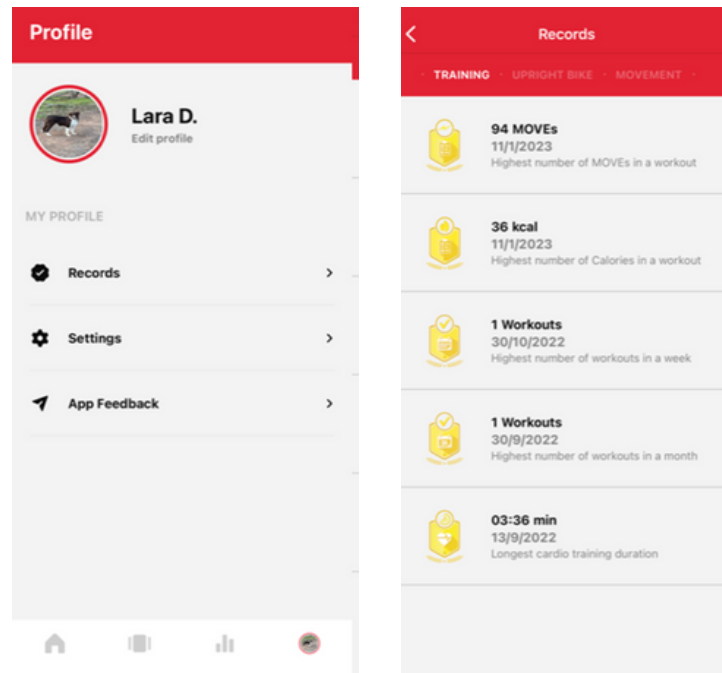 Profile
Lara D.
Edit profile
MY PROFILE
Records
Settings
App Feedback
Records
TRAINING · UPRIGHT BIKE · MOVEMENT
94 MOVEs
11/1/2023
Highest number of MOVEs in a workout
36 kcal
11/1/2023
Highest number of Calories in a workout
1 Workouts
30/10/2022
Highest number of workouts in a week
1 Workouts
30/9/2022
Highest number of workouts in a month
03:36 min
13/9/2022
Longest cardio training duration